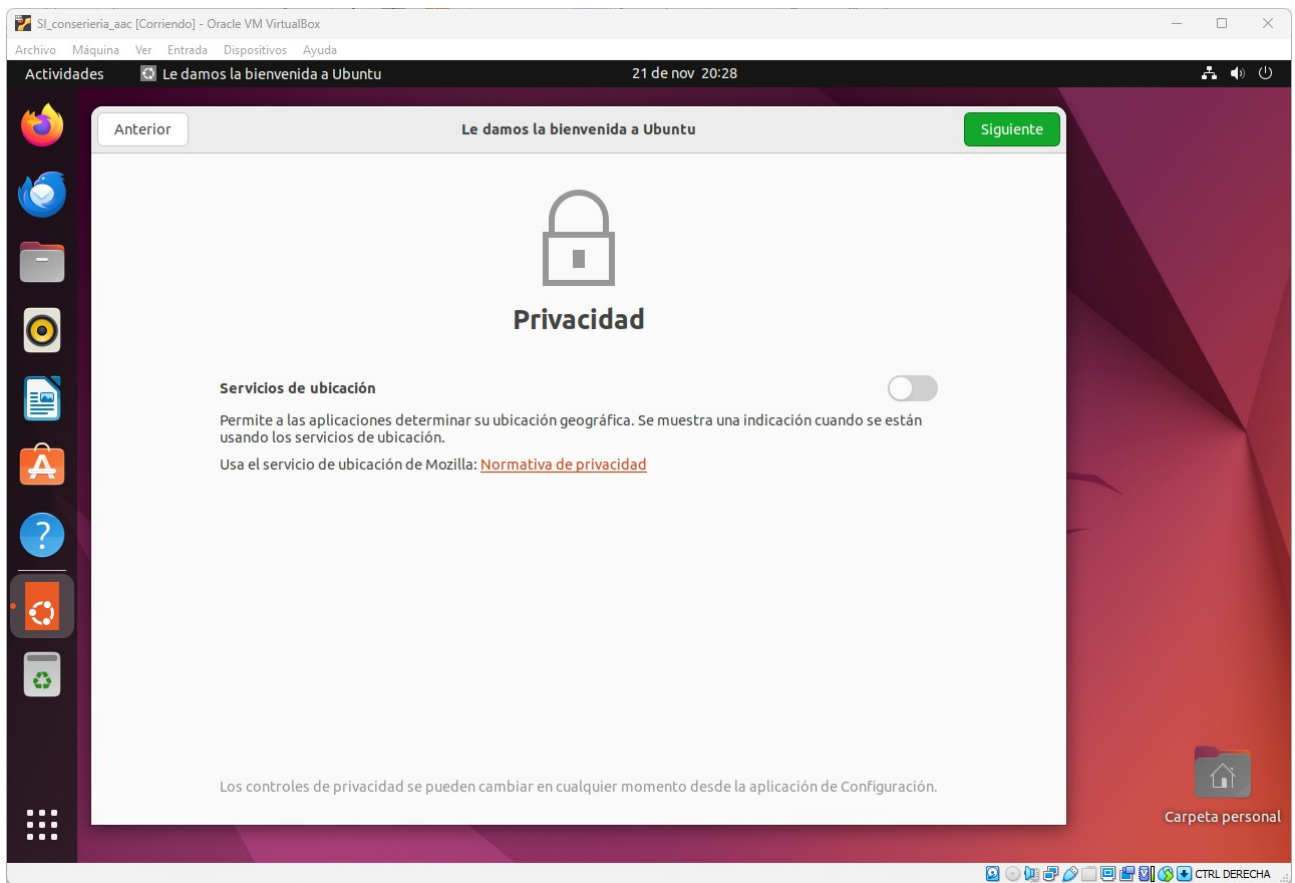 SI_conserieria_aac [Corriendo] - Oracle VM VirtualBox
Archivo Máquina Ver Entrada Dispositivos Ayuda
Actividades Le damos la bienvenida a Ubuntu 21 de nov 20:28
Anterior Le damos la bienvenida a Ubuntu Siguiente
Privacidad
Servicios de ubicación
Permite a las aplicaciones determinar su ubicación geográfica. Se muestra una indicación cuando se están
usando los servicios de ubicación.
Usa el servicio de ubicación de Mozilla: Normativa de privacidad
Los controles de privacidad se pueden cambiar en cualquier momento desde la aplicación de Configuración.
Carpeta personal
CTRL DERECHA